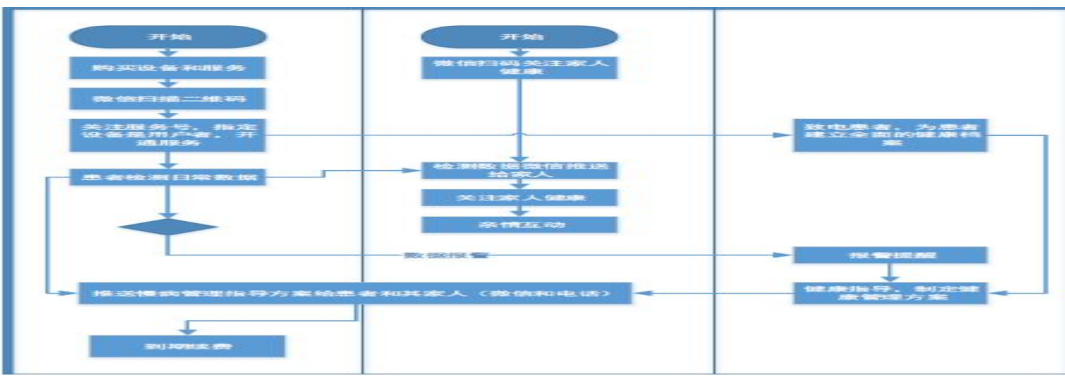 开始
购买设备和服务
微信扫描二维码
关注服务号，指定
设备是用户者，开
通服务
患者检测日常数据
开始
微信扫码关注家人
健康
检测数据微信推送
给家人
关注家人健康
亲情互动
致电患者，为患者
建立全面的健康档
案
数据报警
报警提醒
健康指导，制定健
康管理方案
推送慢病管理指导方案给患者和其家人（微信和电话）
到期续费